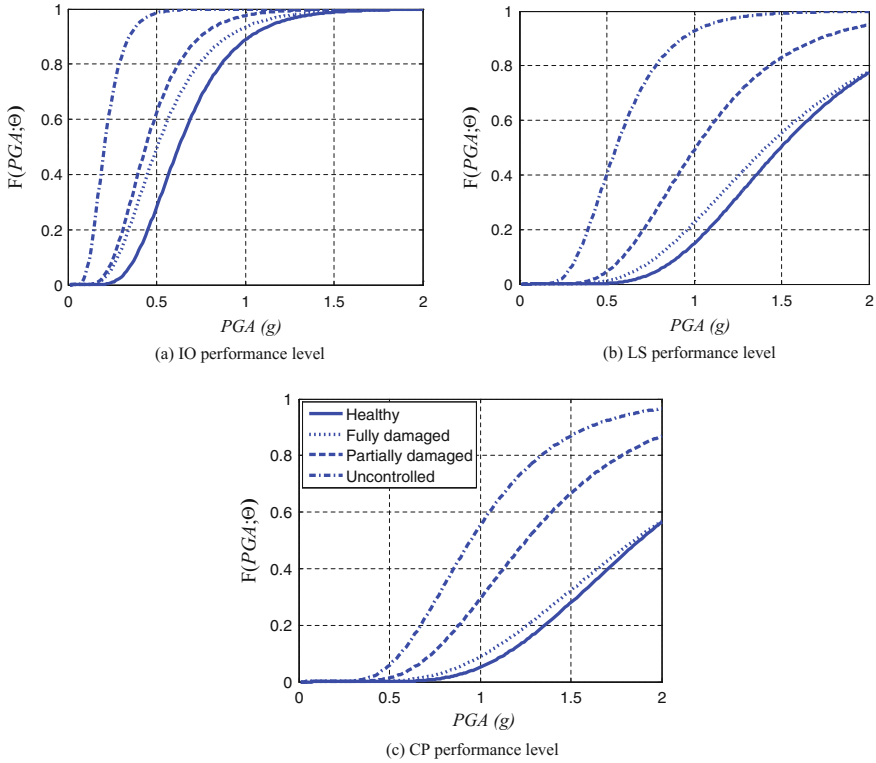 1
0.8
0.6
0.4
0.2
0
F(PGA;Θ)
0 0.5 1 1.5 2
PGA (g)
(a) IO performance level
1
0.8
0.6
0.4
0.2
0
F(PGA;Θ)
0 0.5 1 1.5 2
PGA (g)
(b) LS performance level
1
0.8
0.6
0.4
0.2
0
F(PGA;Θ)
Healthy
Fully damaged
Partially damaged
Uncontrolled
0 0.5 1 1.5 2
PGA (g)
(c) CP performance level